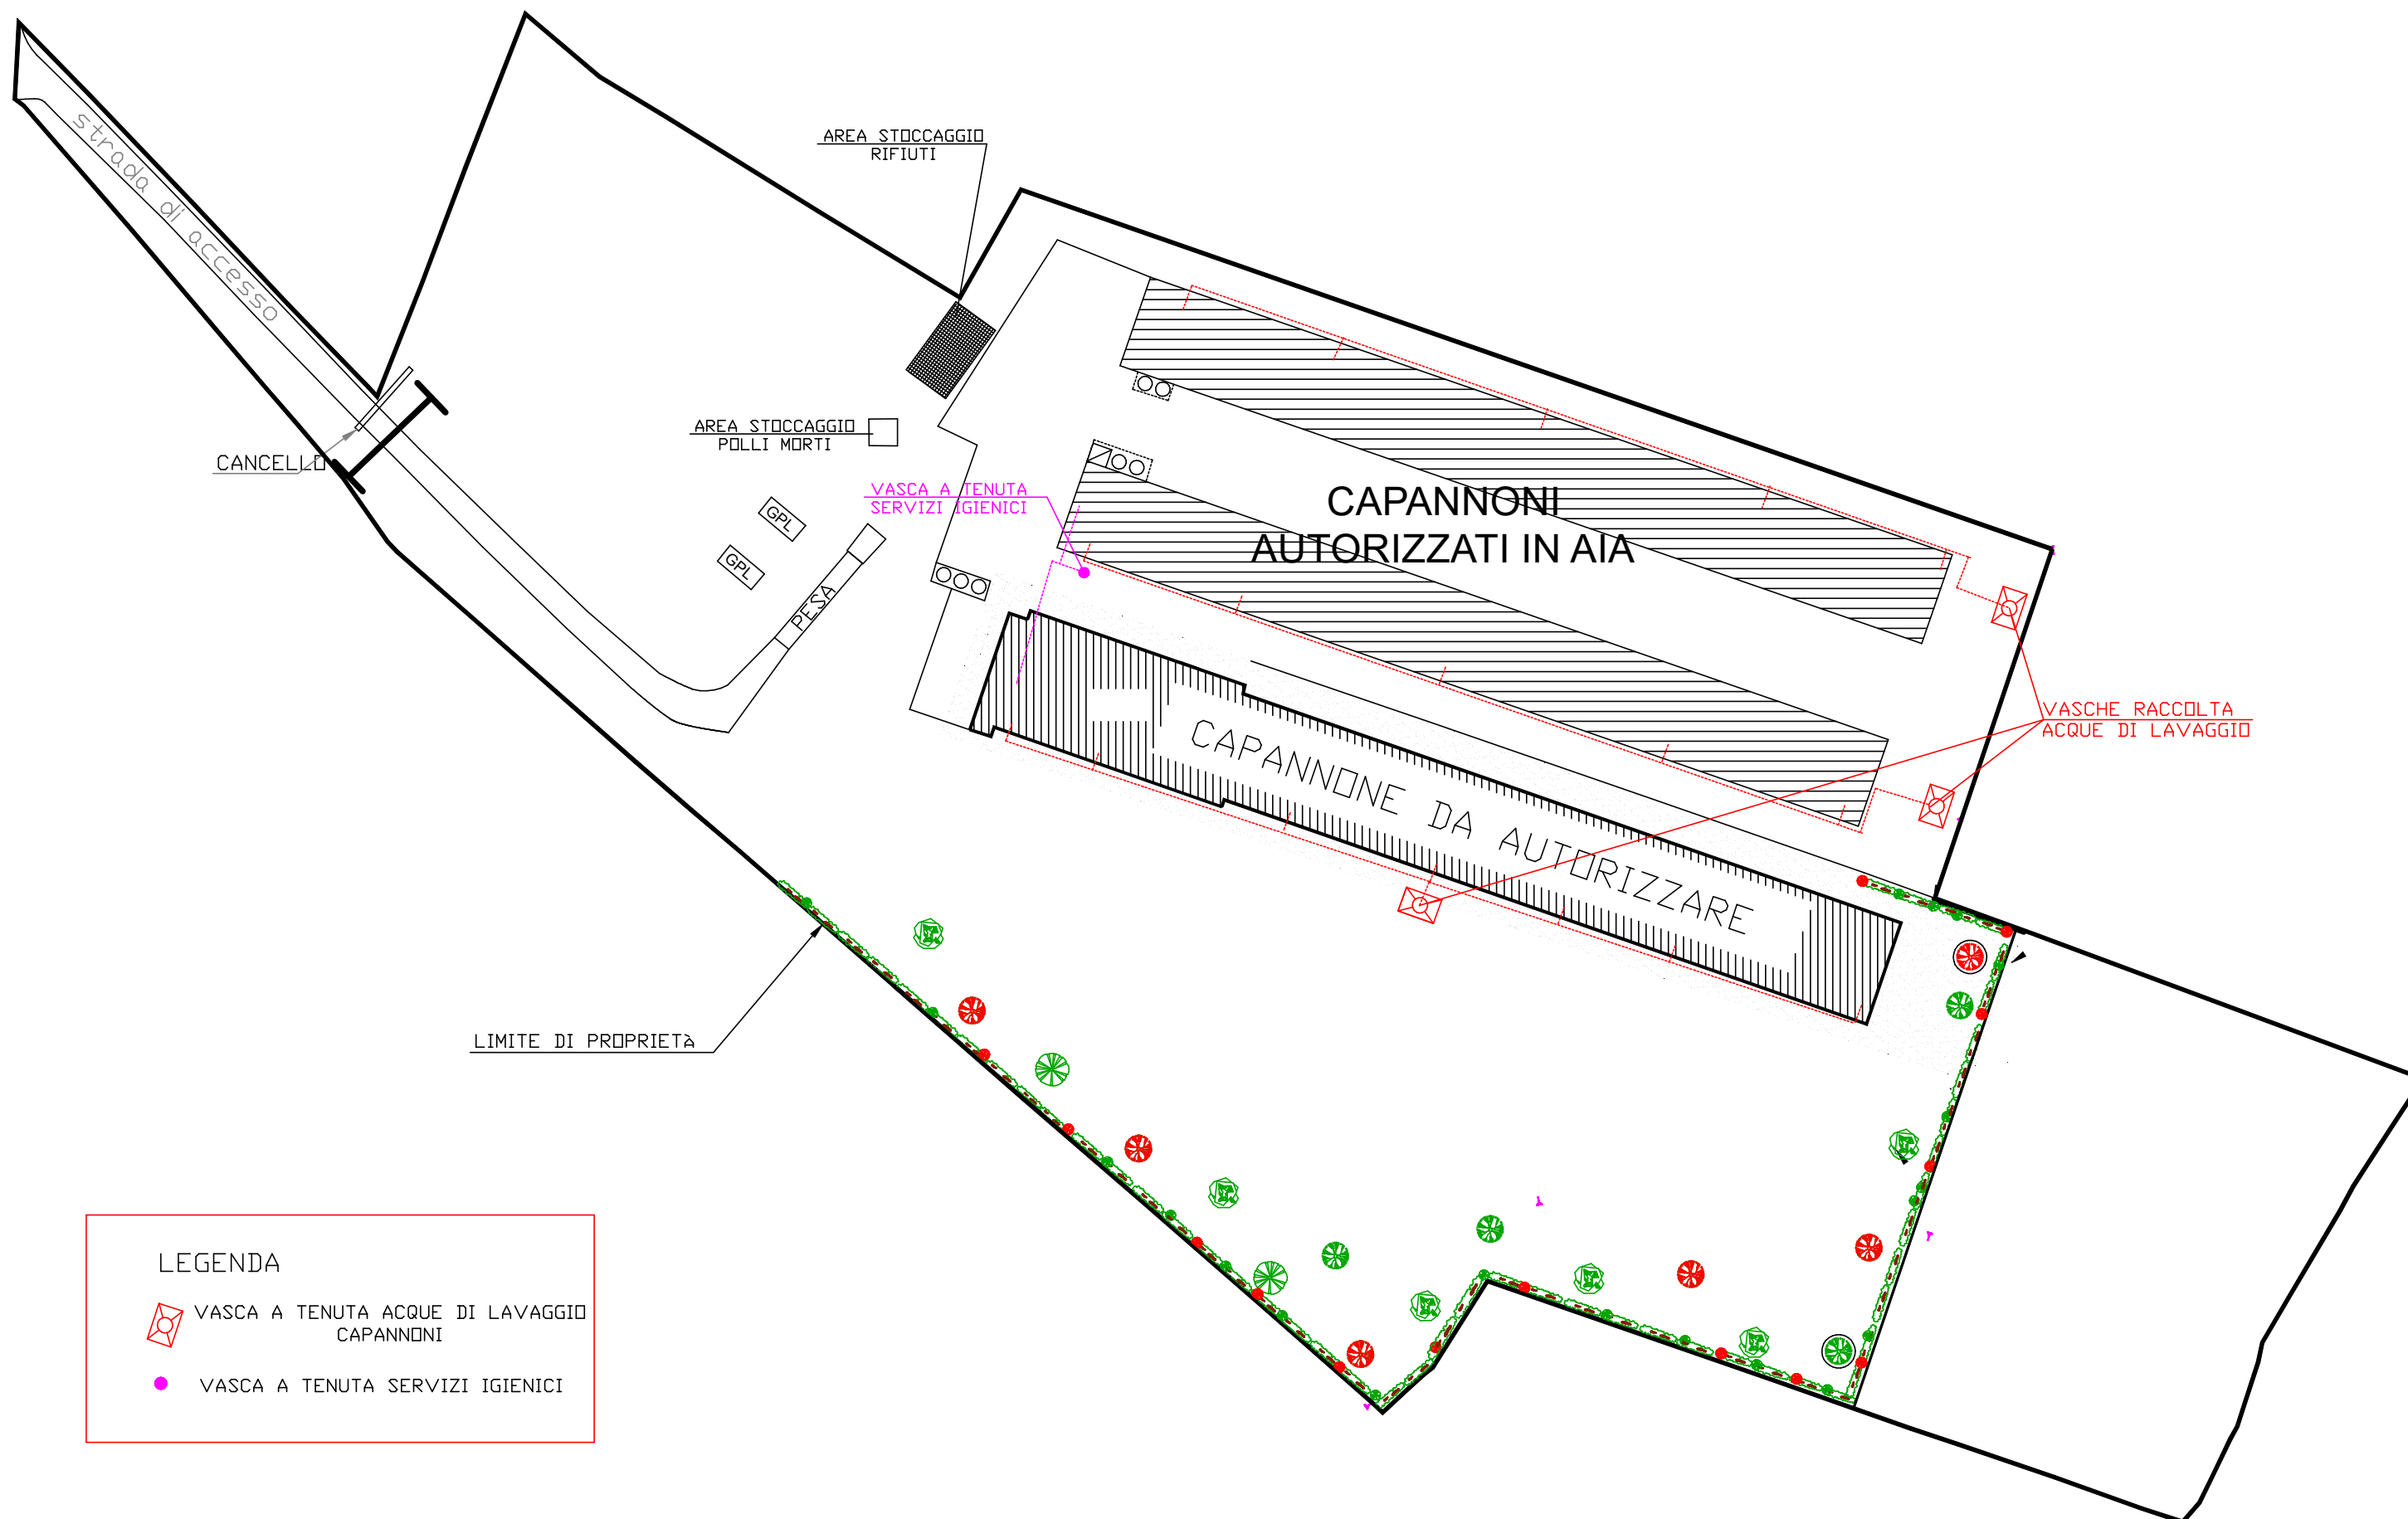 strada di accesso
AREA STOCCAGGIO
RIFIUTI
CANCELLO
AREA STOCCAGGIO
POLLI MORTI
VASCA A TENUTA
SERVIZI IGIENICI
GPL
GPL
PESA
CAPANNONI
AUTORIZZATI IN AIA
VASCHE RACCOLTA
ACQUE DI LAVAGGIO
CAPANNONE DA AUTORIZZARE
LIMITE DI PROPRIETà
LEGENDA
VASCA A TENUTA ACQUE DI LAVAGGIO
CAPANNONI
VASCA A TENUTA SERVIZI IGIENICI